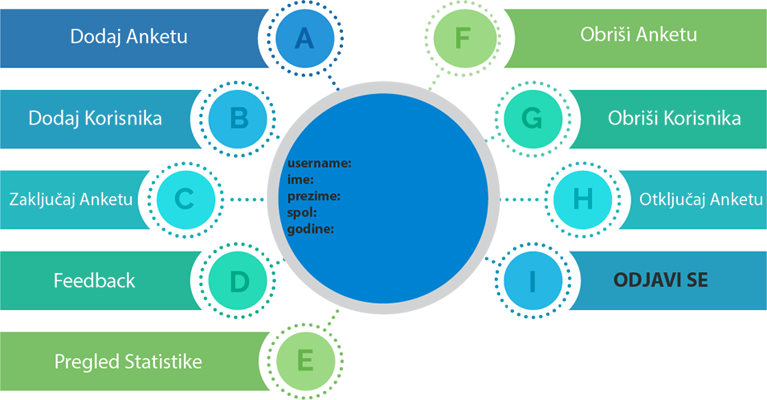 Dodaj Anketu
A
Dodaj Korisnika
B
Zaključaj Anketu
C
Feedback
D
Pregled Statistike
E
username:
ime:
prezime:
spol:
godine:
F
Obriši Anketu
G
Obriši Korisnika
H
Otključaj Anketu
I
ODJAVI SE